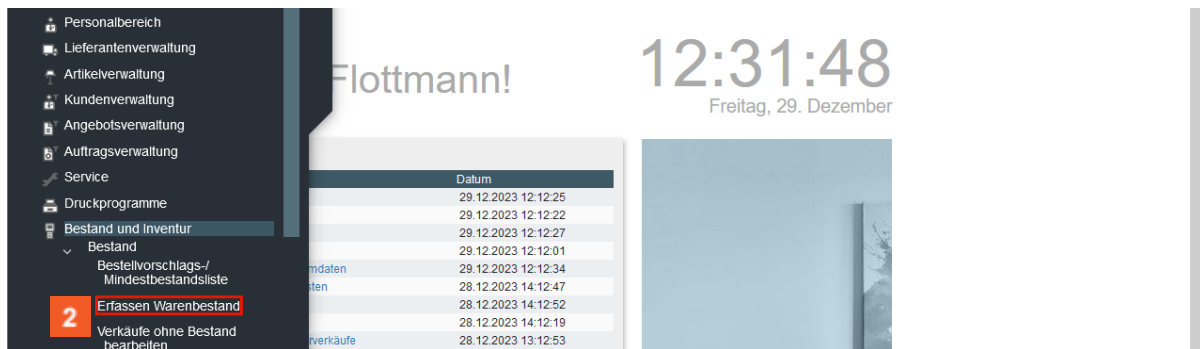 Personalbereich
Lieferantenverwaltung
Artikelverwaltung
Kundenverwaltung
Angebotsverwaltung
Auftragsverwaltung
Service
Druckprogramme
Bestand und Inventur
Bestand
Bestellvorschlags-/
Mindestbestandsliste
2 Erfassen Warenbestand
Verkäufe ohne Bestand
bearbeiten
Flottmann!
12:31:48
Freitag, 29. Dezember
Datum
29.12.2023 12:12:25
29.12.2023 12:12:22
29.12.2023 12:12:27
29.12.2023 12:12:01
mdaten 29.12.2023 12:12:34
sten 28.12.2023 14:12:47
28.12.2023 14:12:52
28.12.2023 14:12:19
rverkäufe 28.12.2023 13:12:53